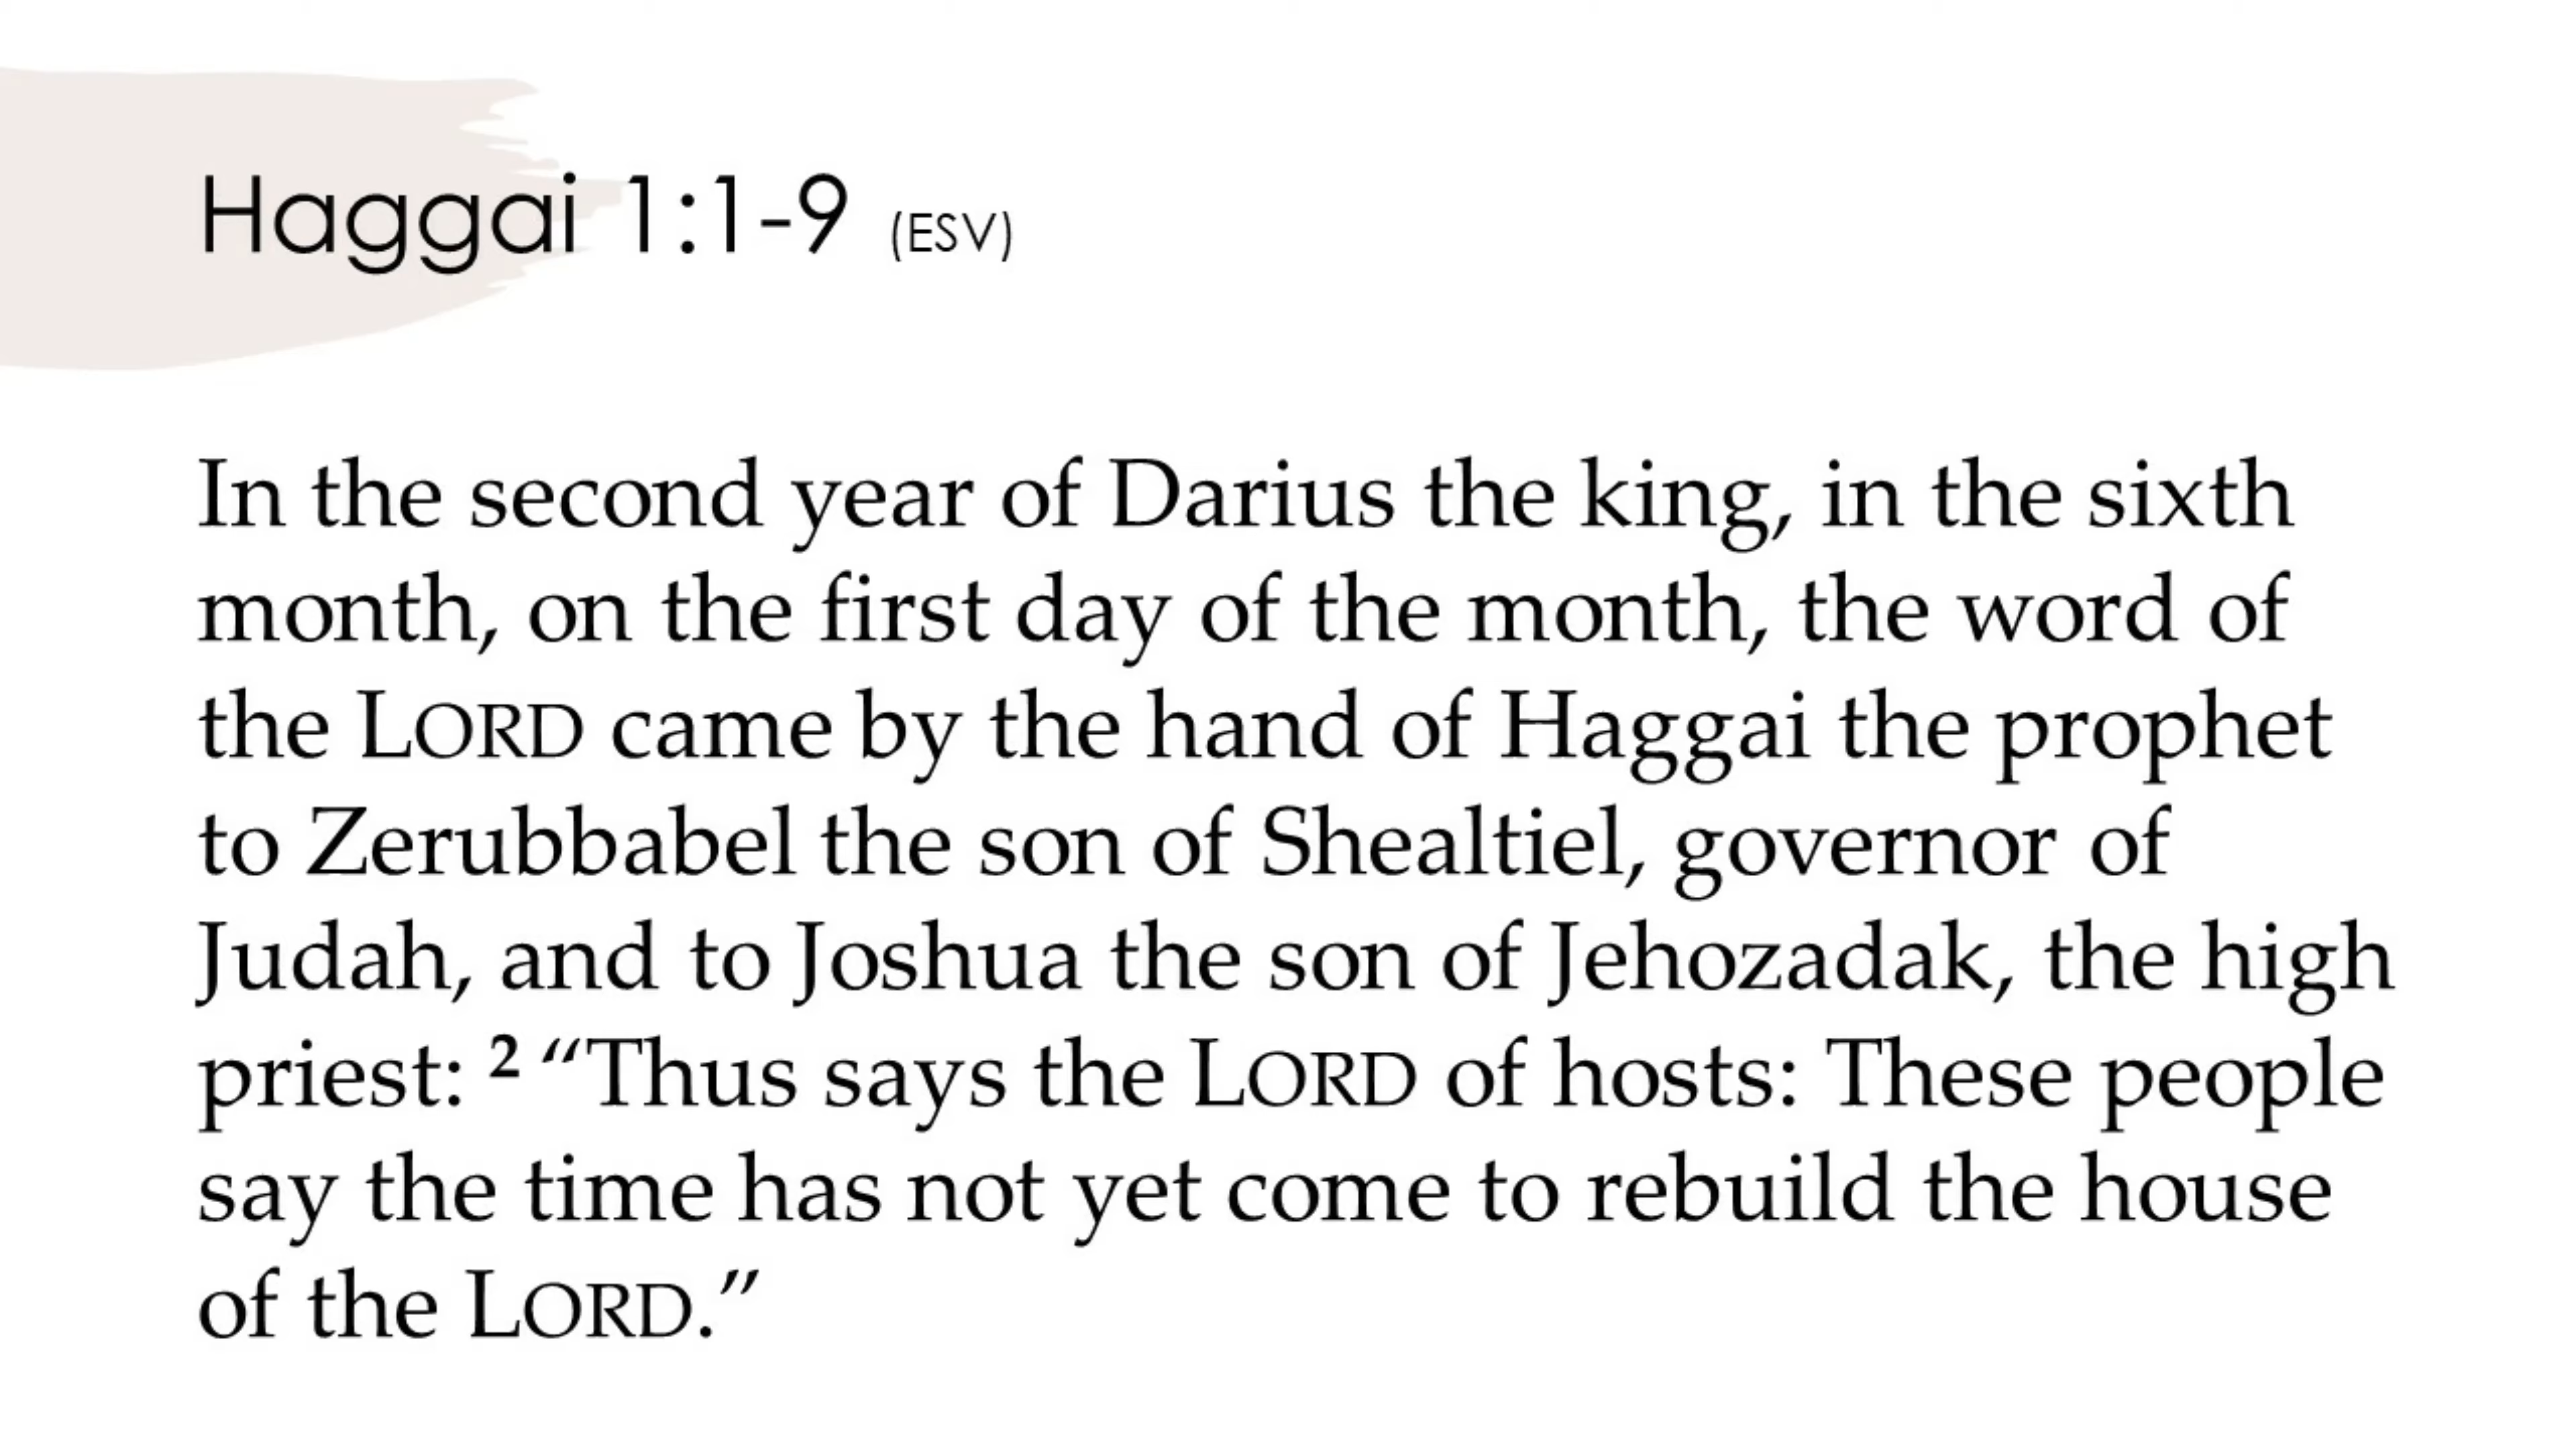 Haggai 1:1-9 (ESV)
In the second year of Darius the king, in the sixth
month, on the first day of the month, the word of
the LORD came by the hand of Haggai the prophet
to Zerubbabel the son of Shealtiel, governor of
Judah, and to Joshua the son of Jehozadak, the high
priest: ² “Thus says the LORD of hosts: These people
say the time has not yet come to rebuild the house
of the LORD.”